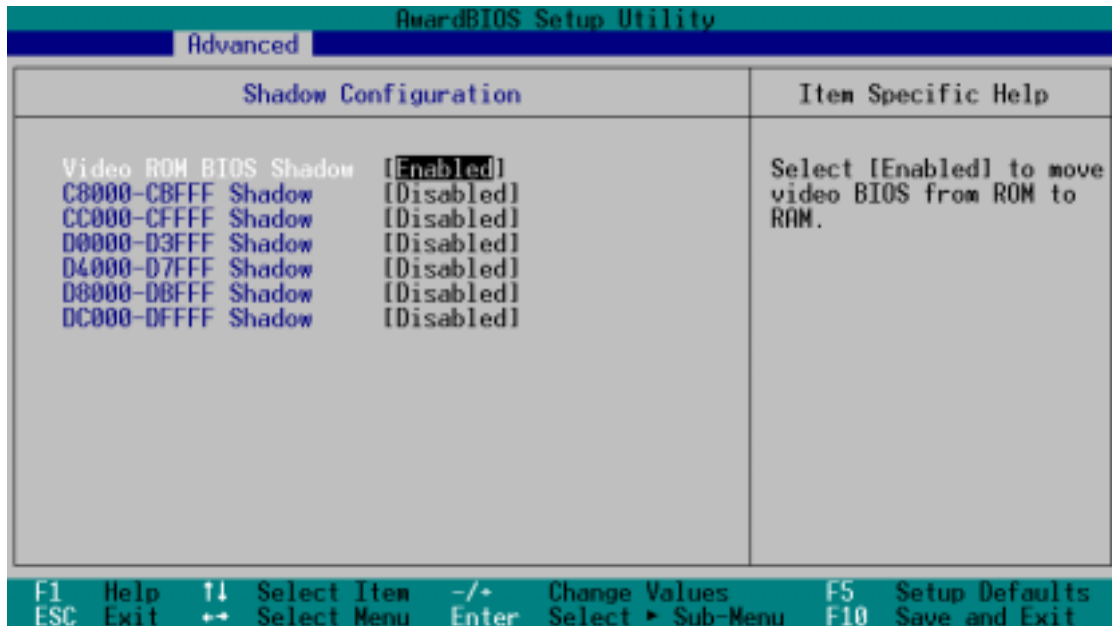 AwardBIOS Setup Utility
Advanced
Shadow Configuration
Item Specific Help
Video ROM BIOS Shadow [Enabled]
C8000-CBFFF Shadow [Disabled]
CC000-CFFFF Shadow [Disabled]
D0000-D3FFF Shadow [Disabled]
D4000-D7FFF Shadow [Disabled]
D8000-DBFFF Shadow [Disabled]
DC000-DFFFF Shadow [Disabled]
Select [Enabled] to move
video BIOS from ROM to
RAM.
F1 Help ↑↓ Select Item -/+ Change Values F5 Setup Defaults
ESC Exit ←→ Select Menu Enter Select ► Sub-Menu F10 Save and Exit